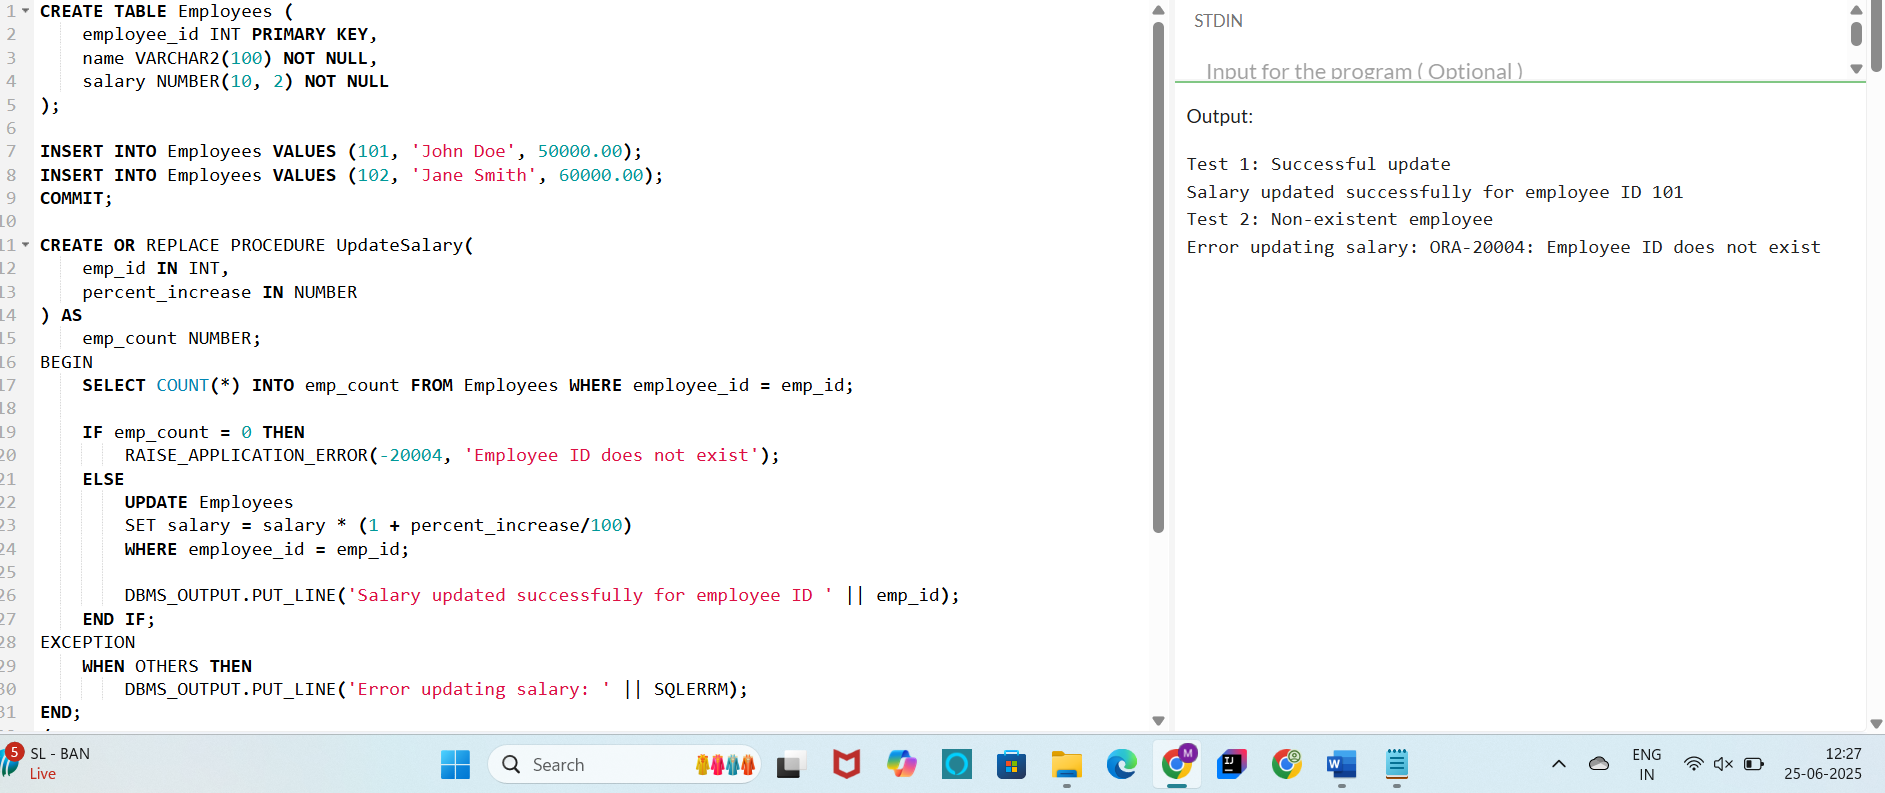 1 CREATE TABLE Employees (
2 employee_id INT PRIMARY KEY,
3 name VARCHAR2(100) NOT NULL,
4 salary NUMBER(10, 2) NOT NULL
5 );
6
7 INSERT INTO Employees VALUES (101, 'John Doe', 50000.00);
8 INSERT INTO Employees VALUES (102, 'Jane Smith', 60000.00);
9 COMMIT;
10
11 CREATE OR REPLACE PROCEDURE UpdateSalary(
12 emp_id IN INT,
13 percent_increase IN NUMBER
14 ) AS
15 emp_count NUMBER;
16 BEGIN
17 SELECT COUNT(*) INTO emp_count FROM Employees WHERE employee_id = emp_id;
18
19 IF emp_count = 0 THEN
20 RAISE_APPLICATION_ERROR(-20004, 'Employee ID does not exist');
21 ELSE
22 UPDATE Employees
23 SET salary = salary * (1 + percent_increase/100)
24 WHERE employee_id = emp_id;
25
26 DBMS_OUTPUT.PUT_LINE('Salary updated successfully for employee ID ' || emp_id);
27 END IF;
28 EXCEPTION
29 WHEN OTHERS THEN
30 DBMS_OUTPUT.PUT_LINE('Error updating salary: ' || SQLERRM);
31 END;
STDIN
Input for the program ( Optional )
Output:
Test 1: Successful update
Salary updated successfully for employee ID 101
Test 2: Non-existent employee
Error updating salary: ORA-20004: Employee ID does not exist
5
SL - BAN
Live
Search
M
IJ
W
ENG
IN
12:27
25-06-2025